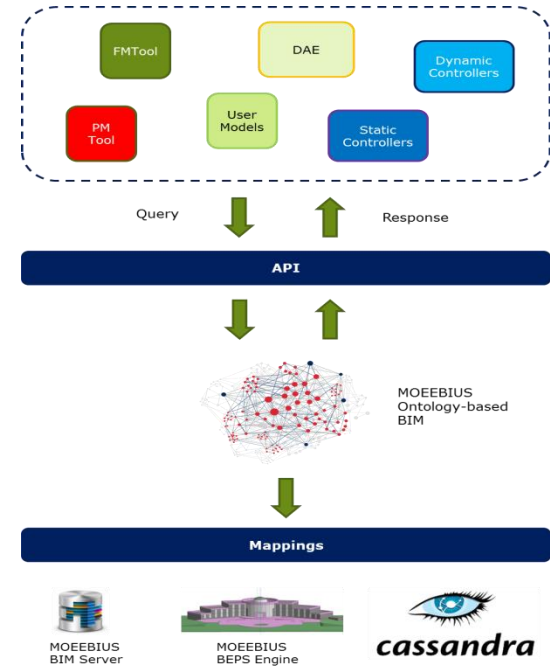 FMTool
DAE
Dynamic
Controllers
PM
Tool
User
Models
Static
Controllers
Query
Response
API
MOEEBIUS
Ontology-based
BIM
Mappings
MOEEBIUS
BIM Server
MOEEBIUS
BEPS Engine
cassandra